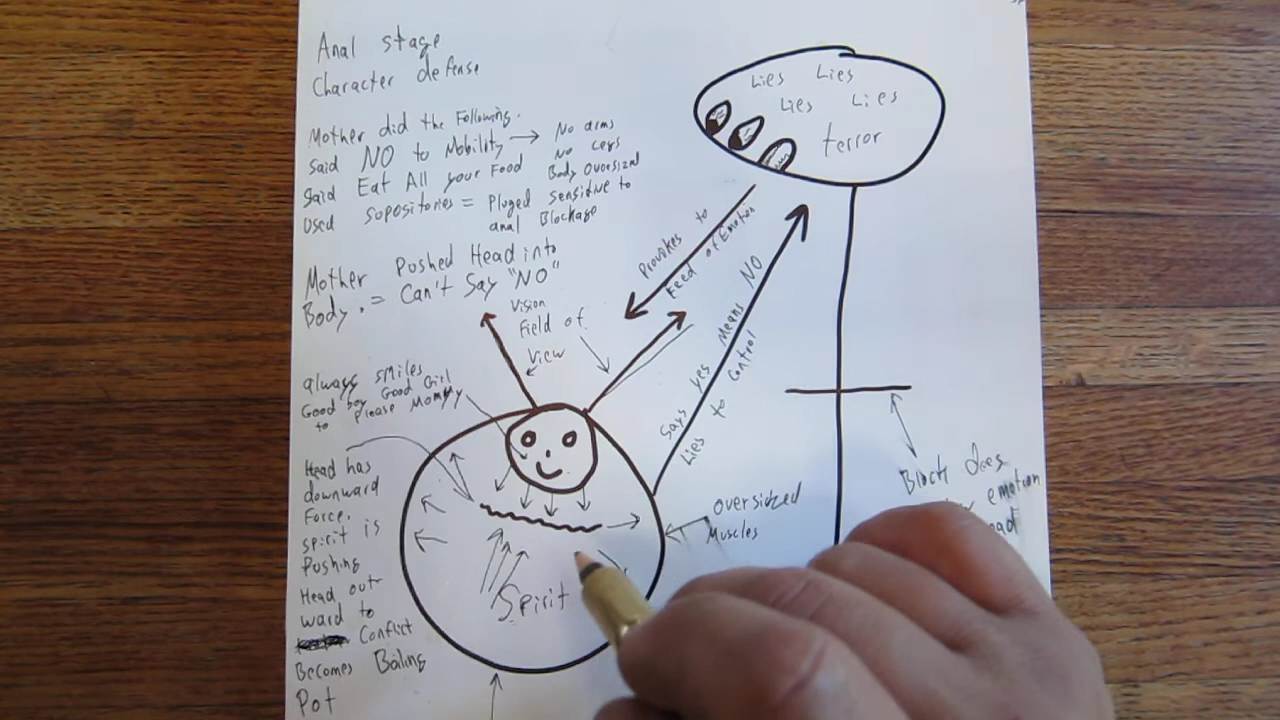 Anal stage
Character defense
Mother did the Following.
Said NO to Mobility → No arms
No Legs
Said Eat All your Food Body Oversized
Used Sopositories = Pluged sensitive to
anal Blockage
Mother Pushed Head into
Body. = Can't Say "NO"
Vision
Field of
View
always smiles
Good boy Good Girl
to Please Mommy
Head has
downward
Force.
Spirit is
Pushing
Head out
ward to
Conflict
Becomes Boiling
Pot
Lies Lies
Lies Lies
terror
Provokes to
Feed of Emotion
Says yes Means NO
Lies to Control
Oversized
Muscles
Spirit
Block does
emotion